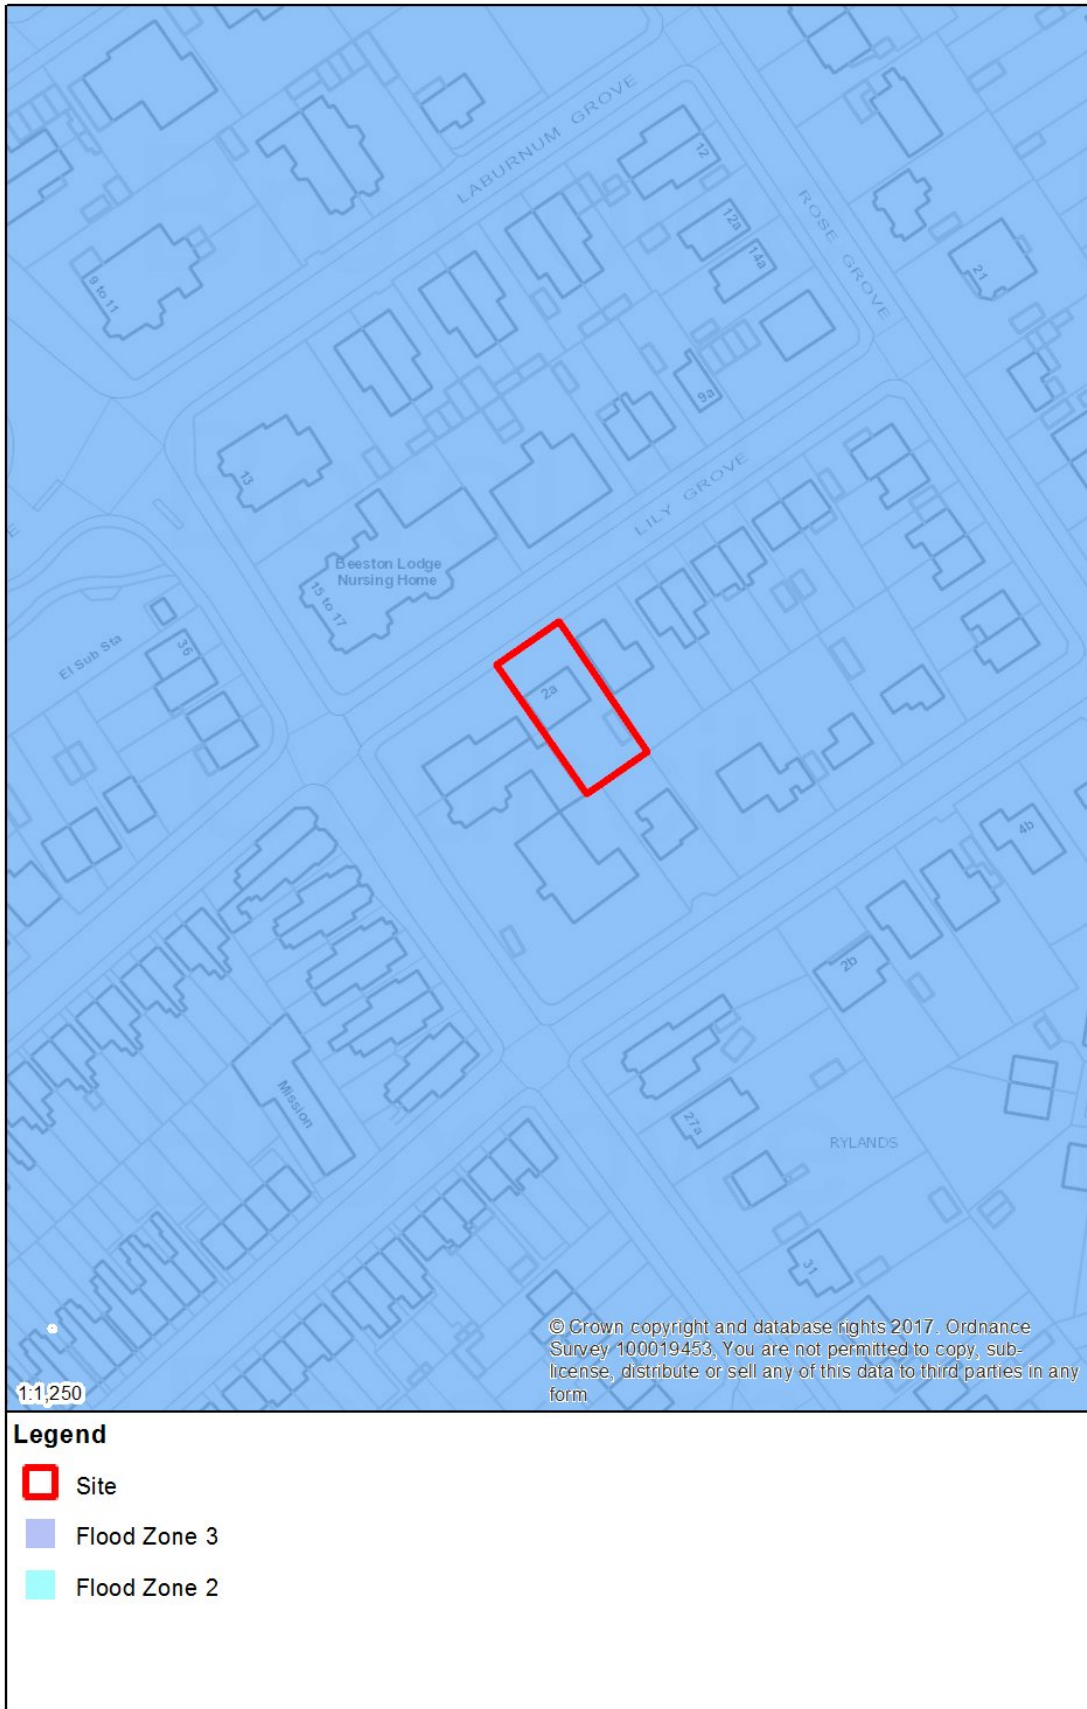 LABURNUM GROVE
12
12a
14a
ROSE GROVE
21
9 to 11
9a
13
LILY GROVE
E
Beeston Lodge
Nursing Home
15 to 17
El Sub Sta
36
2a
4b
2b
Mission
27a
RYLANDS
31
© Crown copyright and database rights 2017. Ordnance
Survey 100019453, You are not permitted to copy, sub-
license, distribute or sell any of this data to third parties in any
form
1:1,250
Legend
Site
Flood Zone 3
Flood Zone 2